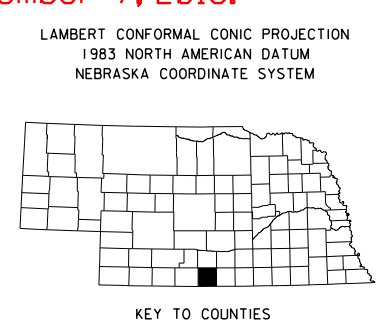 LAMBERT CONFORMAL CONIC PROJECTION
1983 NORTH AMERICAN DATUM
NEBRASKA COORDINATE SYSTEM
KEY TO COUNTIES